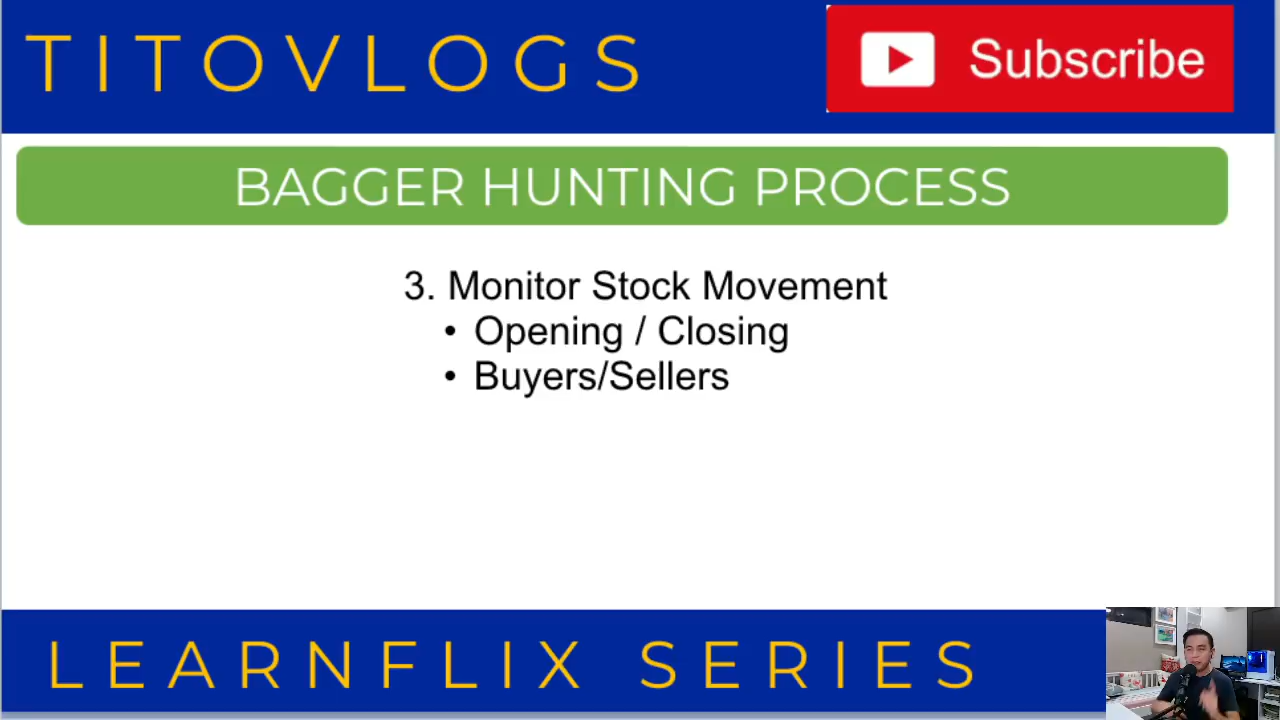 TITOVLOGS
Subscribe
BAGGER HUNTING PROCESS
3. Monitor Stock Movement
• Opening / Closing
• Buyers/Sellers
LEARNFLIX SERIES